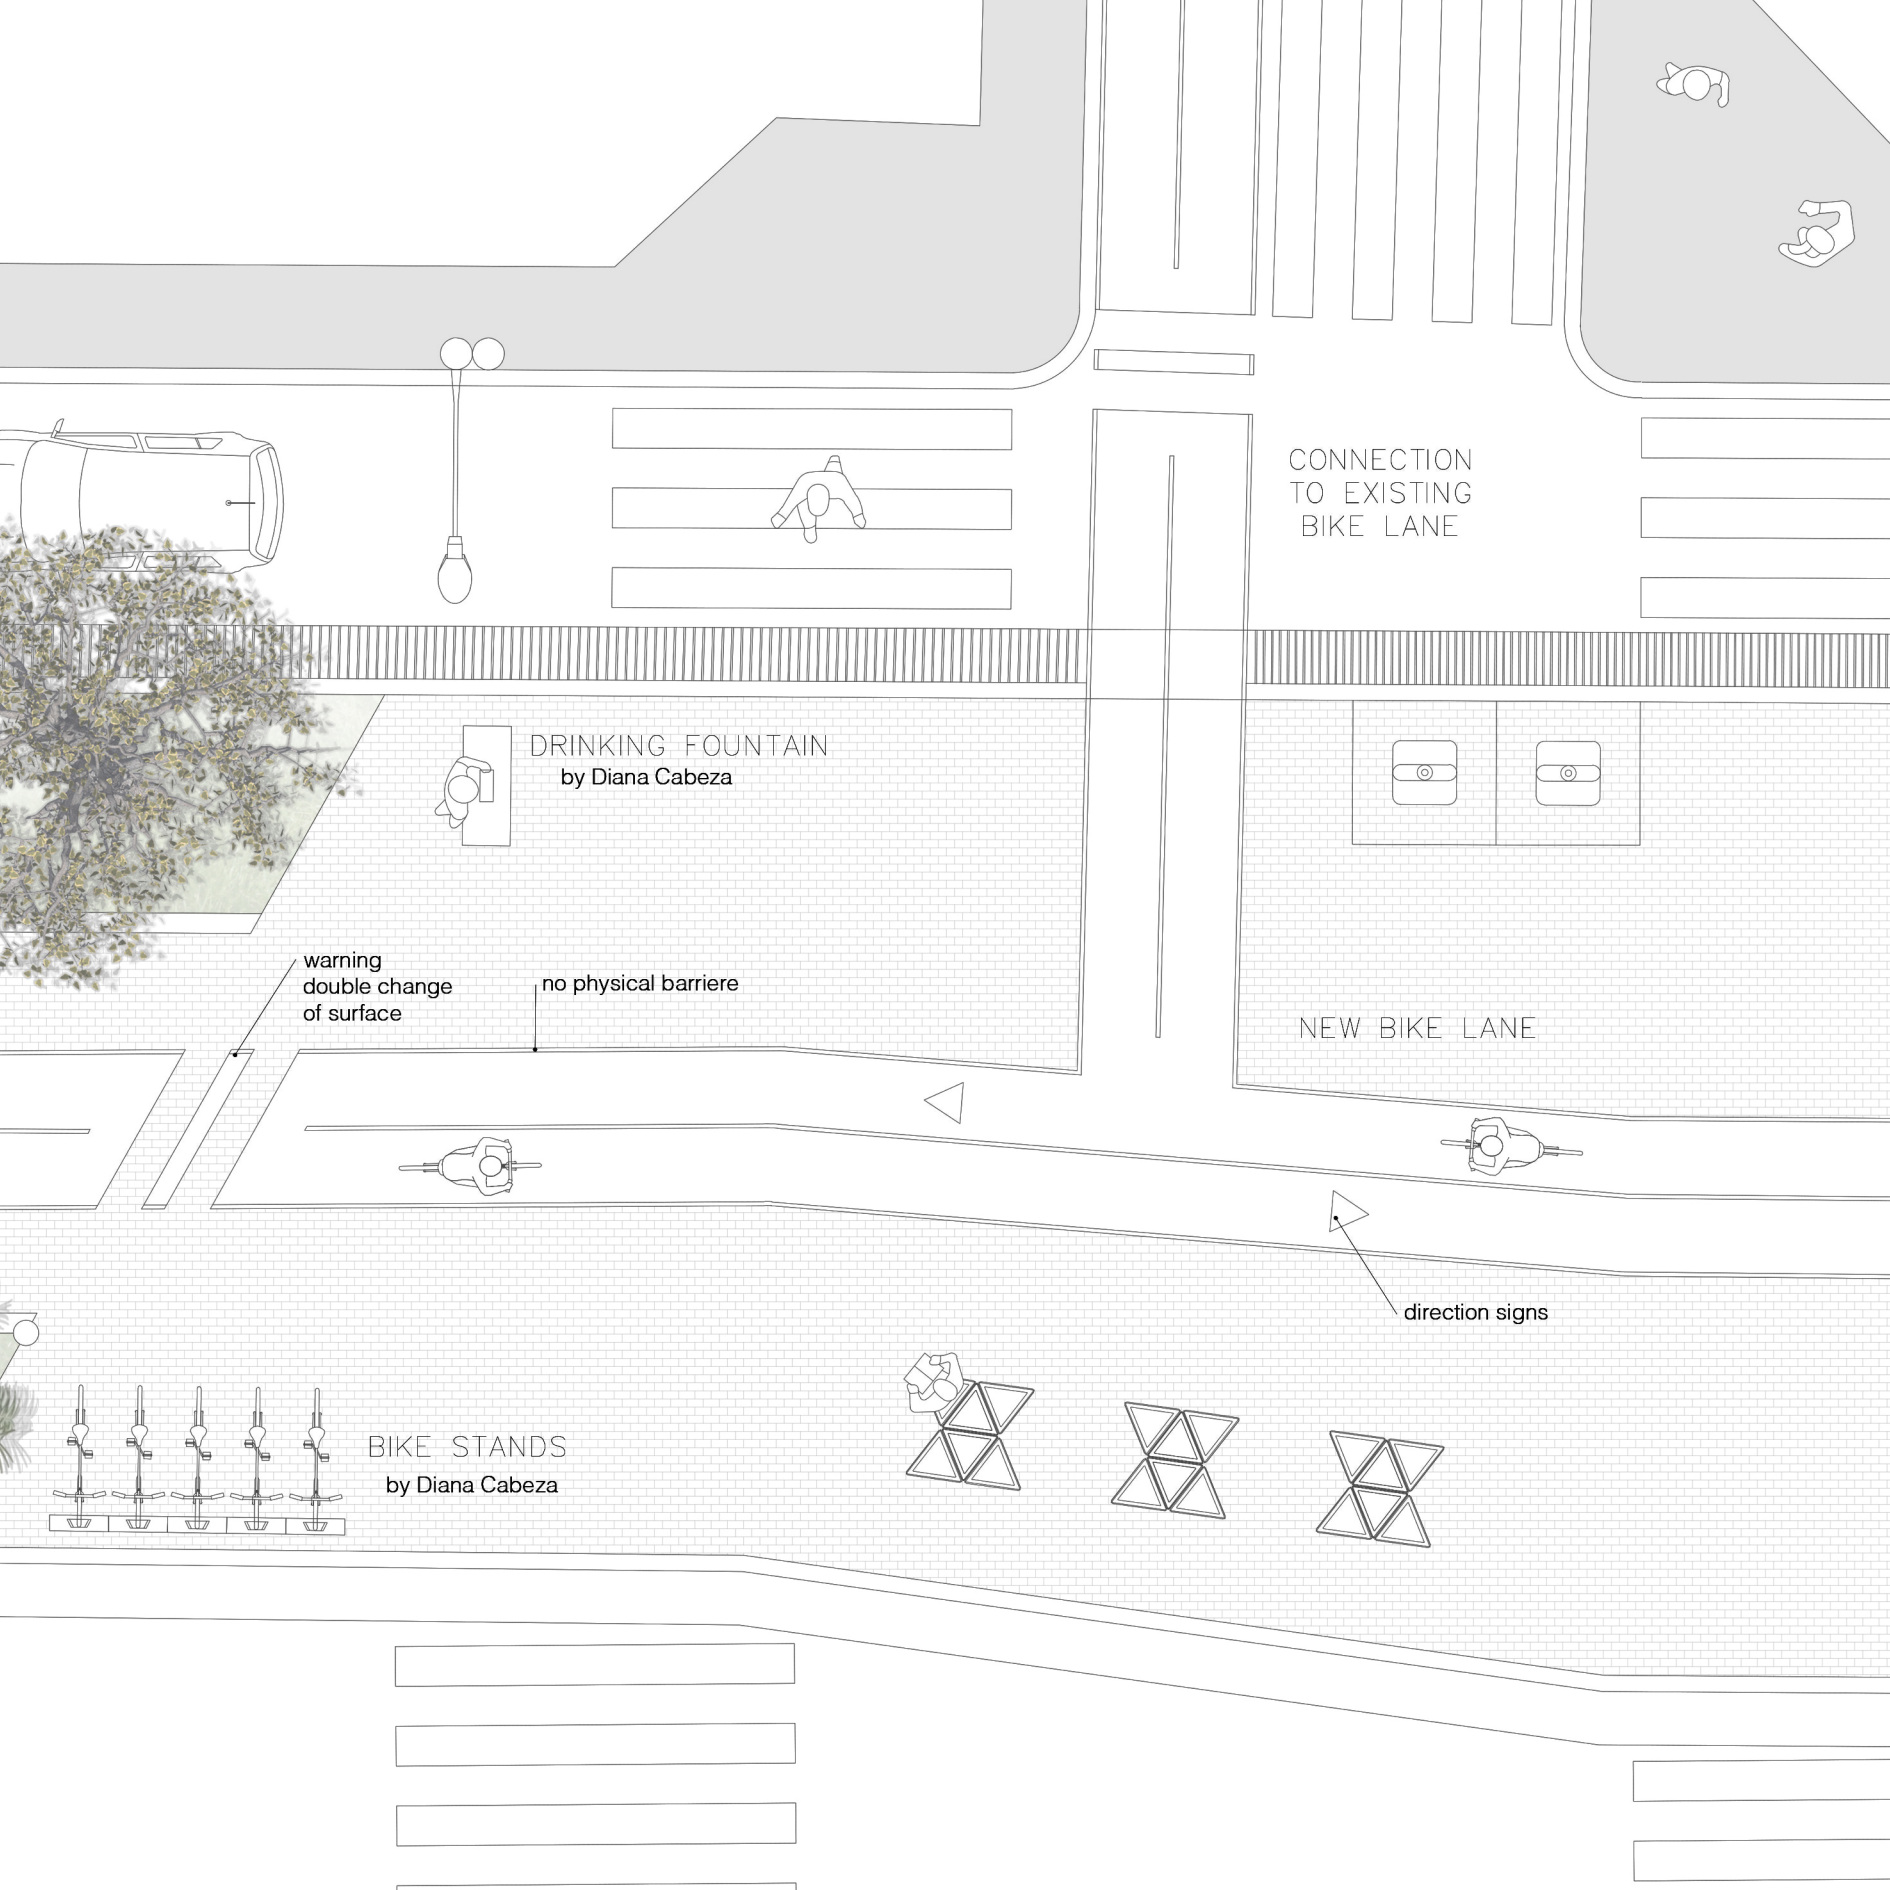 CONNECTION
TO EXISTING
BIKE LANE
DRINKING FOUNTAIN
by Diana Cabeza
warning
double change
of surface
no physical barriere
NEW BIKE LANE
direction signs
BIKE STANDS
by Diana Cabeza